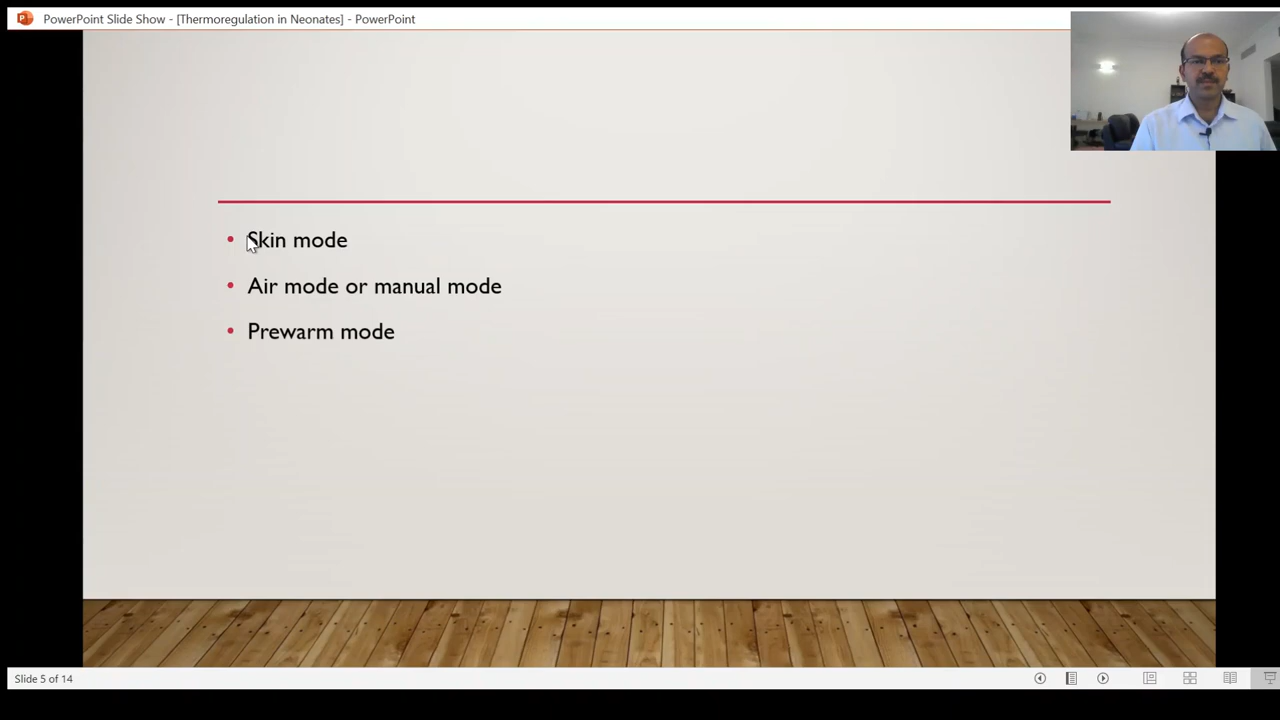 PowerPoint Slide Show - [Thermoregulation in Neonates] - PowerPoint
• Skin mode
• Air mode or manual mode
• Prewarm mode
Slide 5 of 14